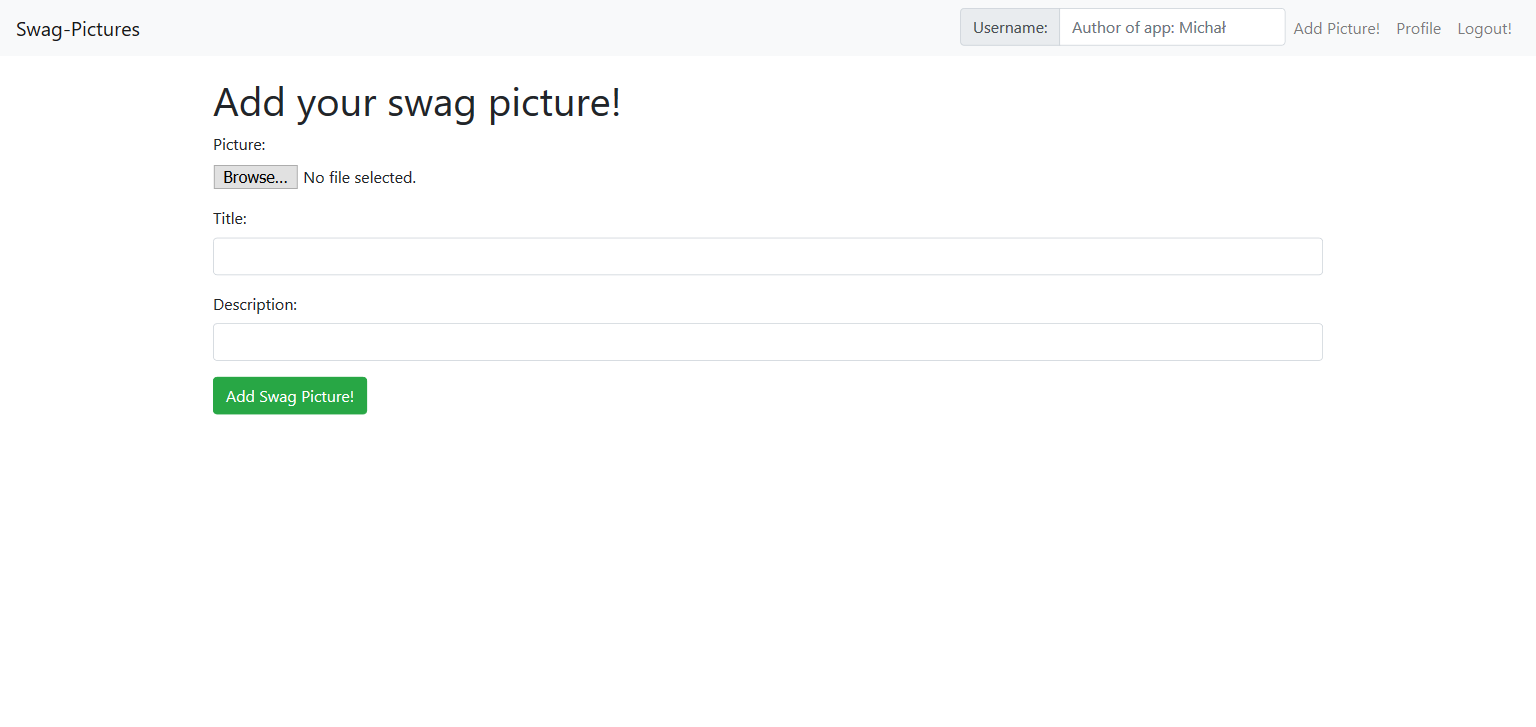 Swag-Pictures
Username: Author of app: Michał Add Picture! Profile Logout!
Add your swag picture!
Picture:
Browse... No file selected.
Title:
Description:
Add Swag Picture!